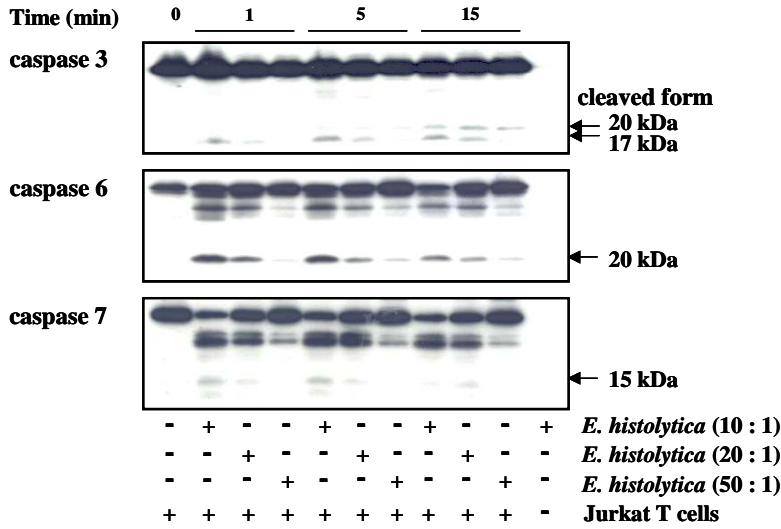 Time (min) 0 1 5 15
caspase 3
cleaved form
20 kDa
17 kDa
caspase 6
20 kDa
caspase 7
15 kDa
- + - - + - - + - - + E. histolytica (10 : 1)
- - + - - + - - + - - E. histolytica (20 : 1)
- - - + - - + - - + - E. histolytica (50 : 1)
+ + + + + + + + + + - Jurkat T cells